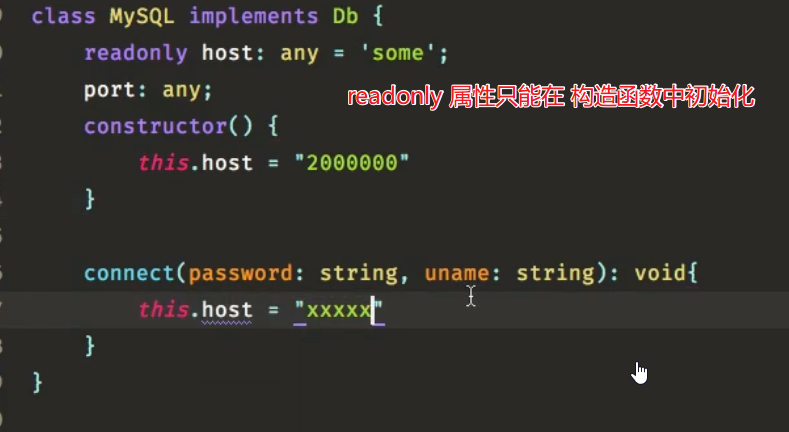 class MySQL implements Db {
readonly host: any = 'some';
port: any;
readonly 属性只能在 构造函数中初始化
constructor() {
this.host = "2000000"
}
connect(password: string, uname: string): void{
this.host = "xxxxx"
}
}